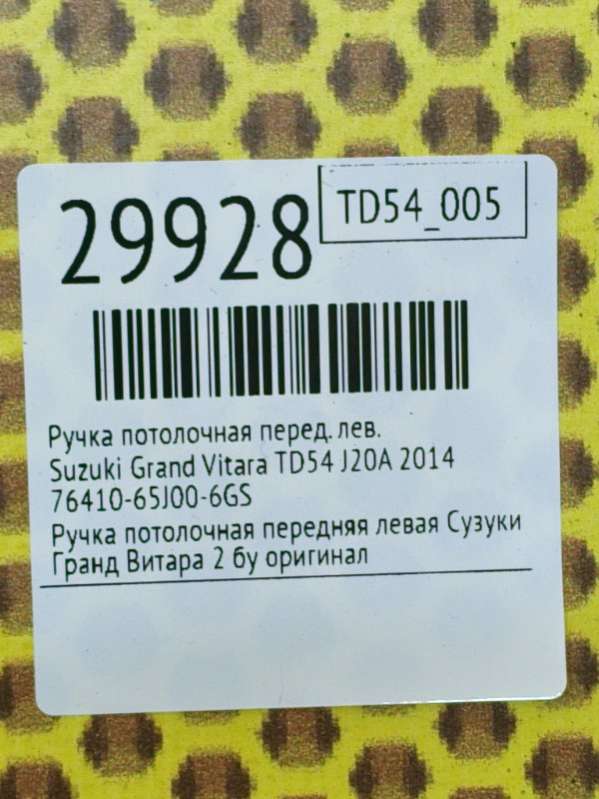 29928
TD54_005
Ручка потолочная перед. лев.
Suzuki Grand Vitara TD54 J20A 2014
76410-65J00-6GS
Ручка потолочная передняя левая Сузуки
Гранд Витара 2 бу оригинал